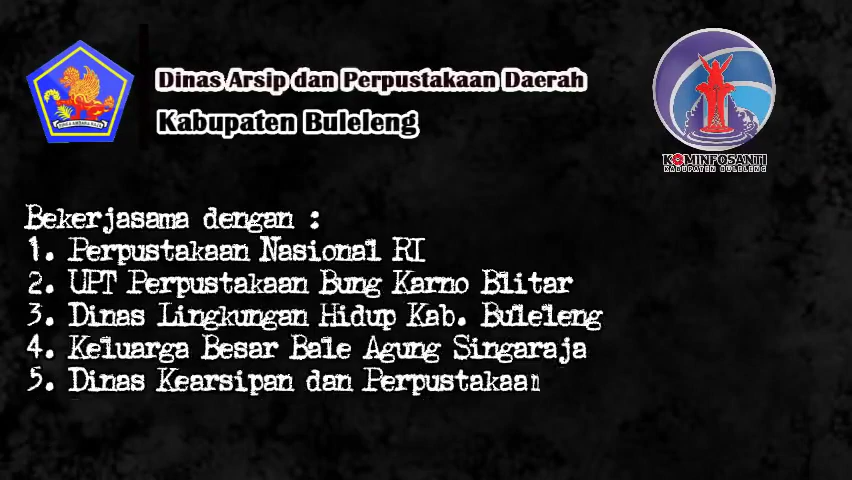 Dinas Arsip dan Perpustakaan Daerah
Kabupaten Buleleng
KOMINFOSANTI
KABUPATEN BULELENG
Bekerjasama dengan :
1. Perpustakaan Nasional RI
2. UPT Perpustakaan Bung Karno Blitar
3. Dinas Lingkungan Hidup Kab. Buleleng
4. Keluarga Besar Bale Agung Singaraja
5. Dinas Kearsipan dan Perpustakaan